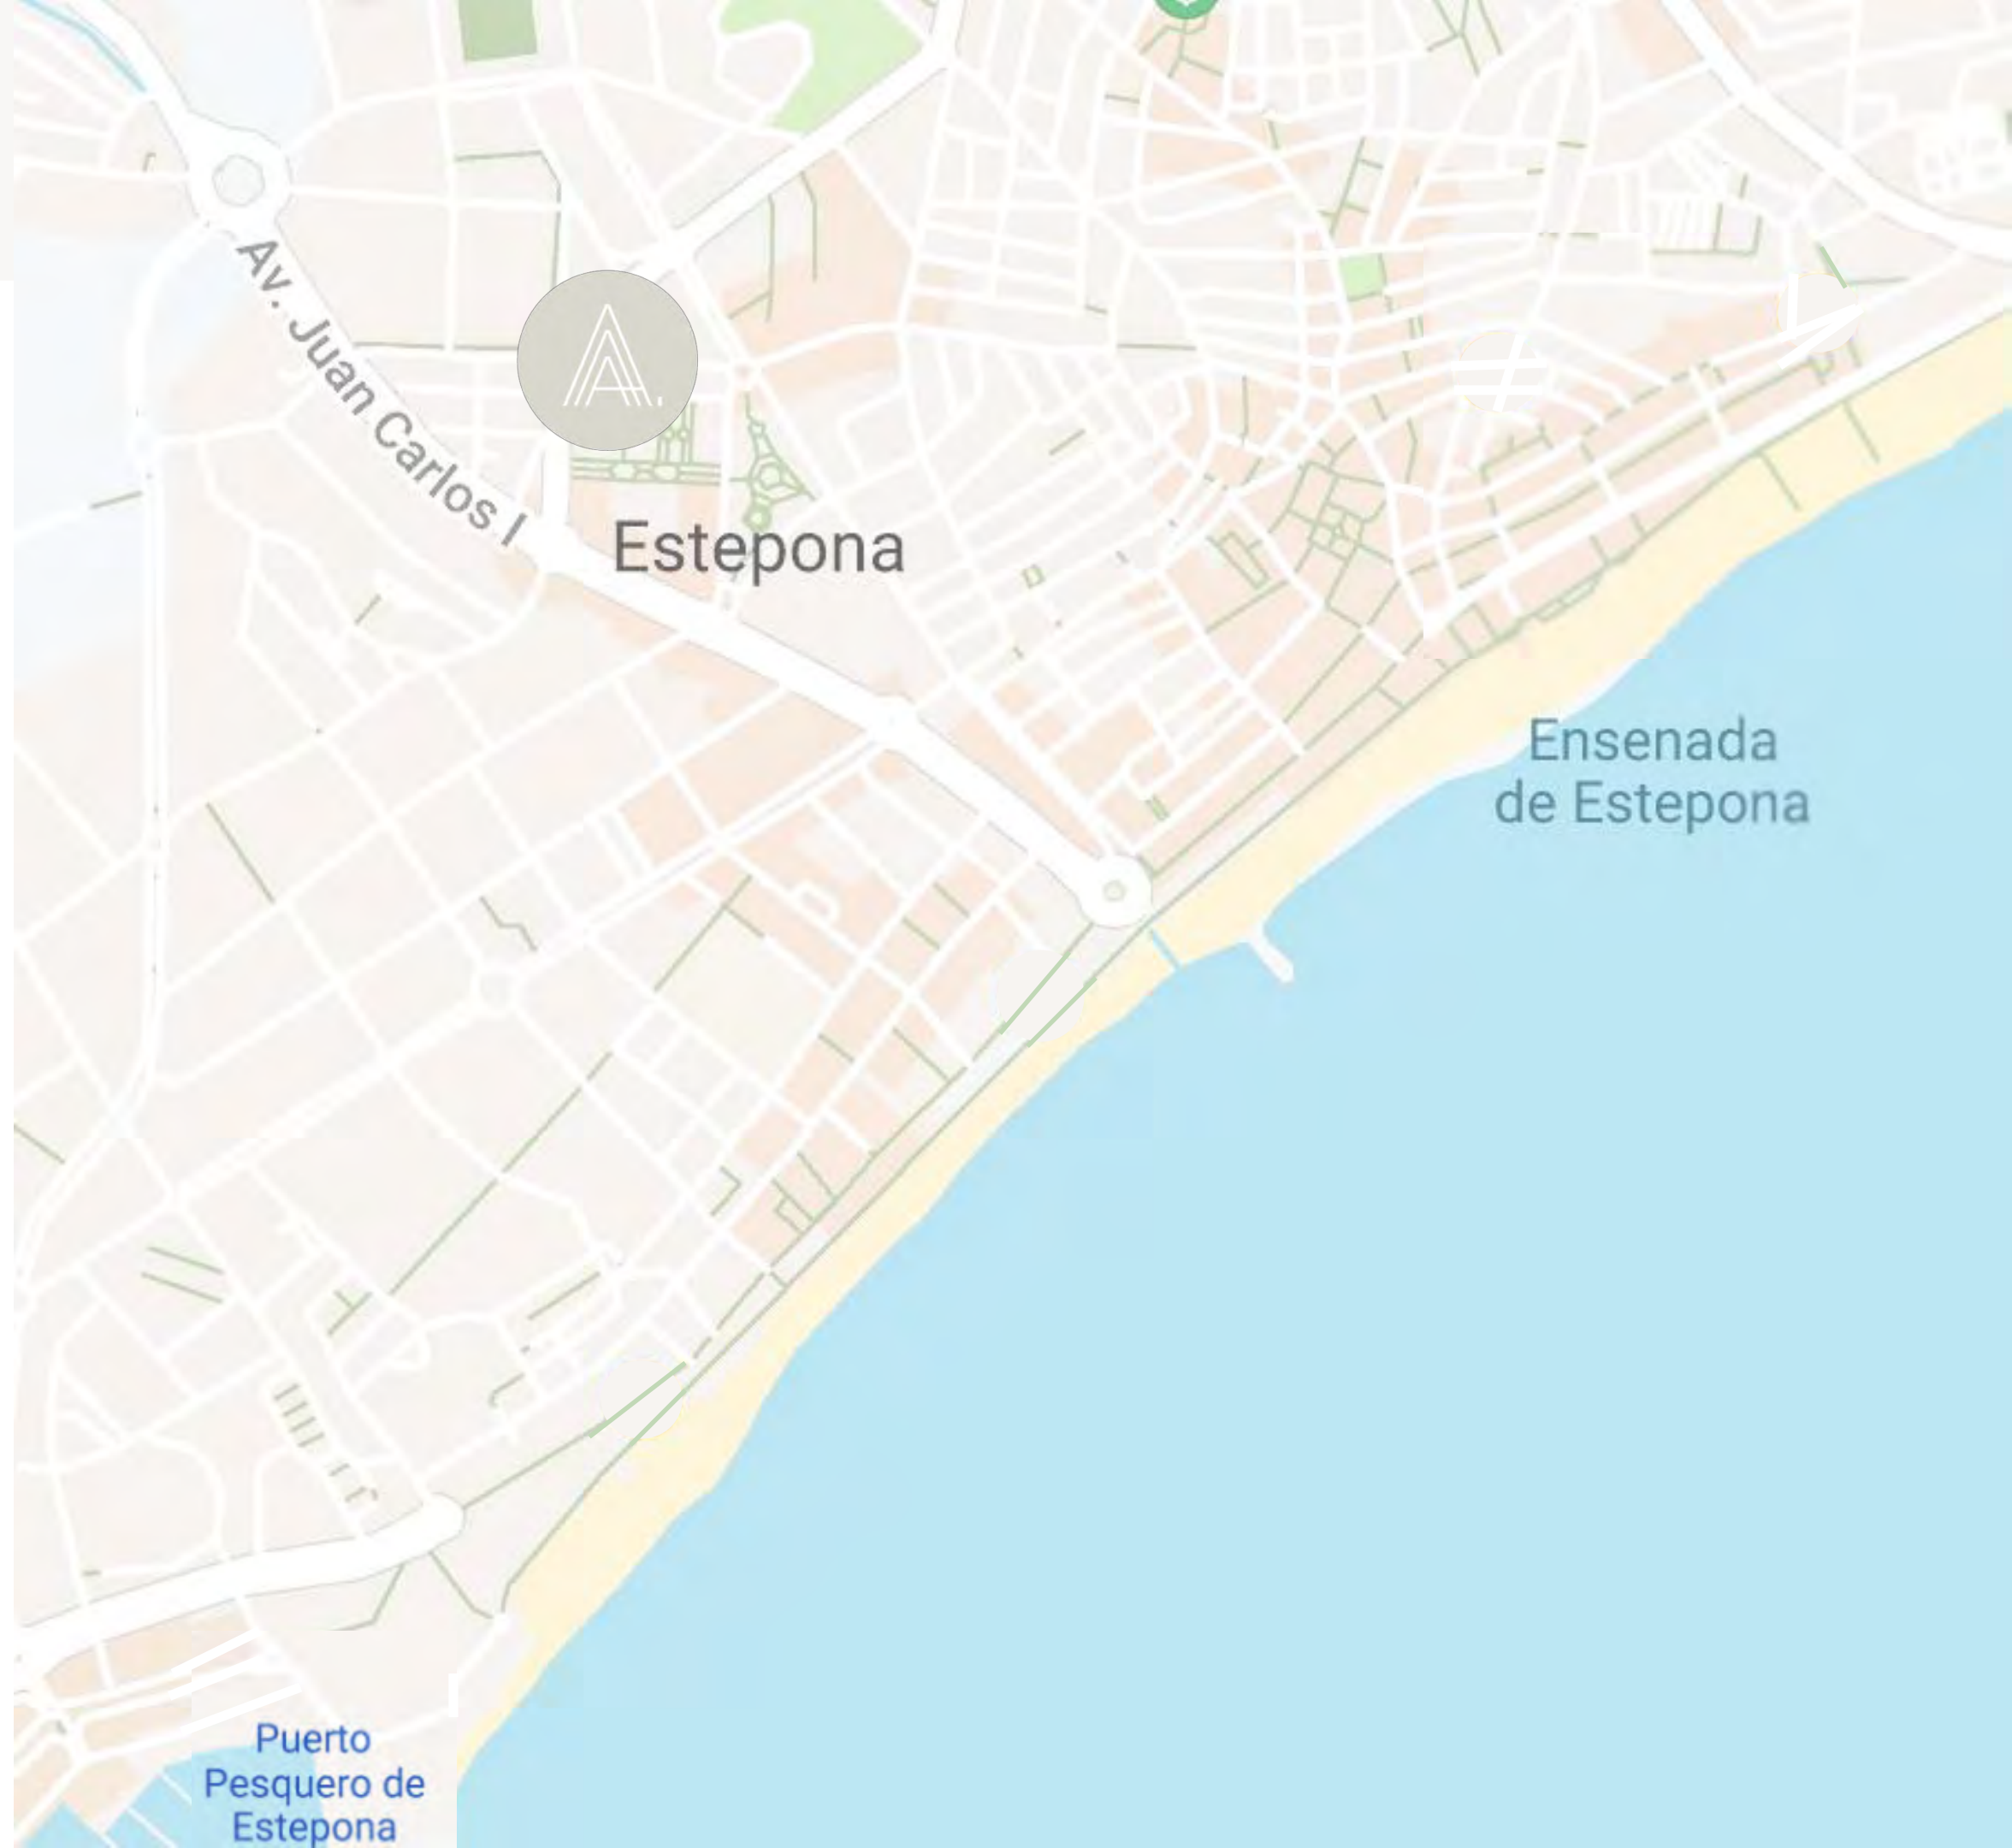 Av. Juan Carlos I
A.
Estepona
Ensenada
de Estepona
Puerto
Pesquero de
Estepona